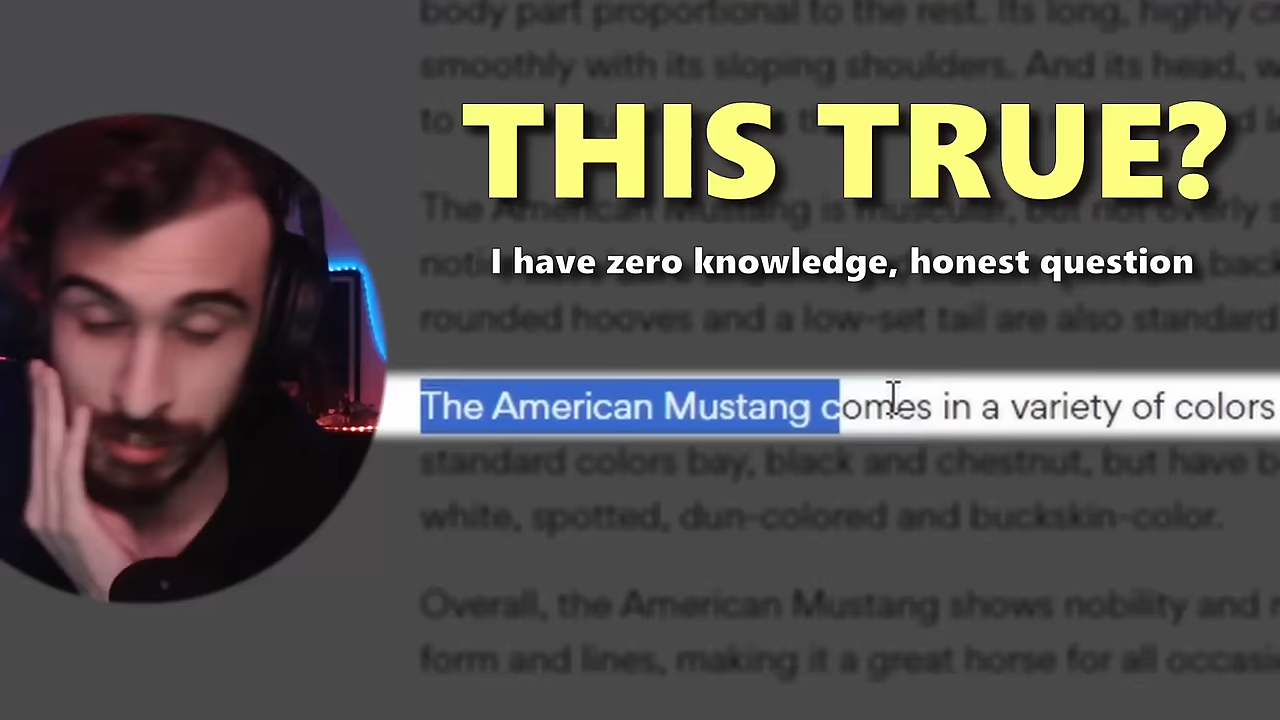 body part proportional to the rest. Its long, highly
smoothly with its sloping shoulders. And its head,
THIS TRUE?
to
The American Mustang is muscular, but not overly
I have zero knowledge, honest question
rounded hooves and a low-set tail are also standard
The American Mustang comes in a variety of colors
standard colors bay, black and chestnut, but have
white, spotted, dun-colored and buckskin-color.
Overall, the American Mustang shows nobility and
form and lines, making it a great horse for all